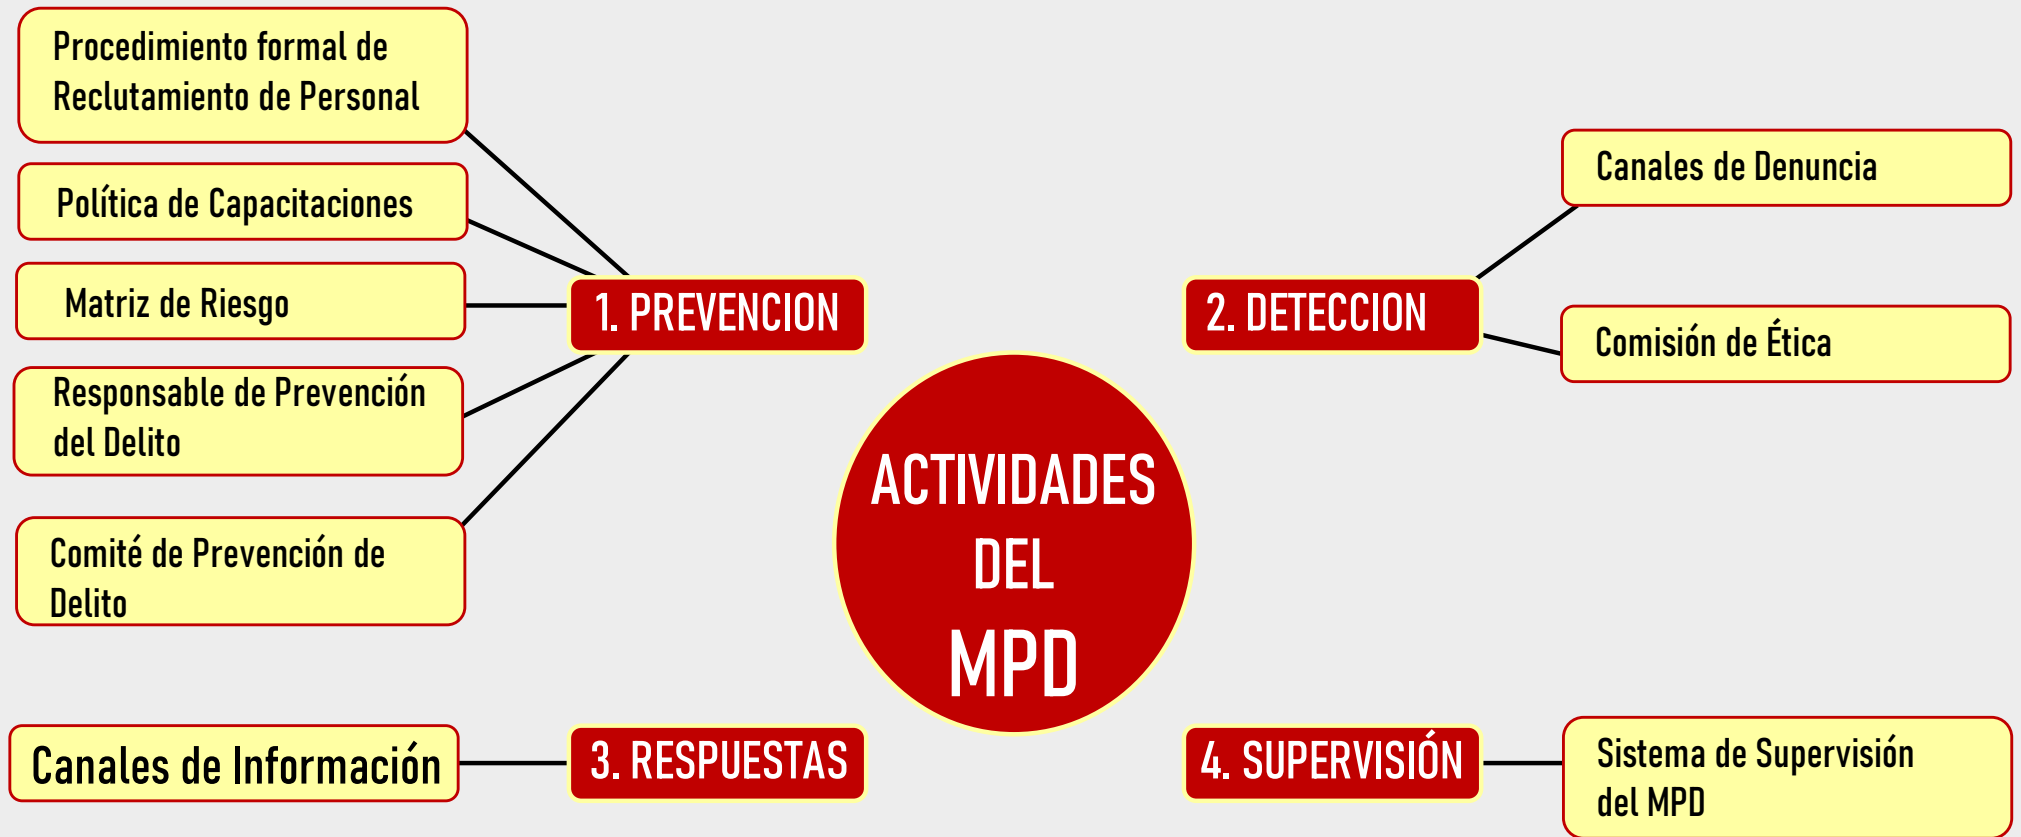 Procedimiento formal de
Reclutamiento de Personal
Política de Capacitaciones
Matriz de Riesgo
Responsable de Prevención
del Delito
Comité de Prevención de
Delito
1. PREVENCION
2. DETECCION
Canales de Denuncia
Comisión de Ética
ACTIVIDADES
DEL
MPD
Canales de Información
3. RESPUESTAS
4. SUPERVISIÓN
Sistema de Supervisión
del MPD